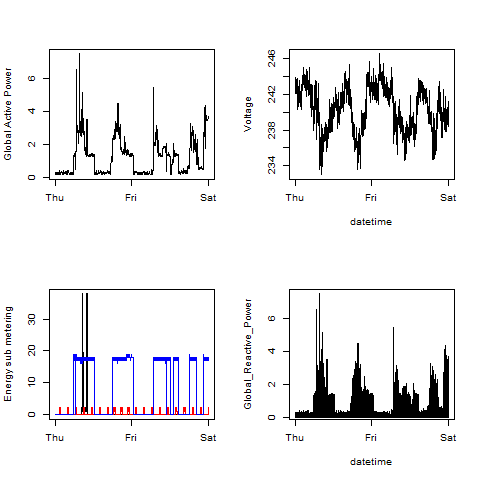 Global Active Power
0 2 4 6
Thu Fri Sat
Voltage
234 238 242 246
Thu Fri Sat
datetime
Energy sub metering
0 10 20 30
Thu Fri Sat
Global_Reactive_Power
0 2 4 6
Thu Fri Sat
datetime